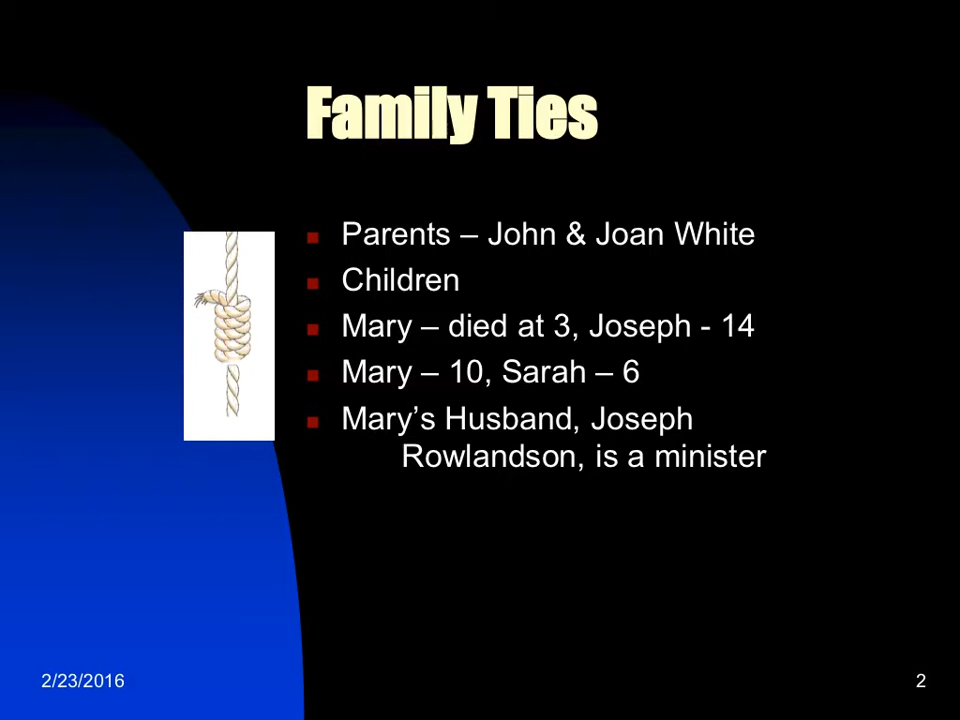 Family Ties
Parents – John & Joan White
Children
Mary – died at 3, Joseph - 14
Mary – 10, Sarah – 6
Mary’s Husband, Joseph
Rowlandson, is a minister
2/23/2016
2